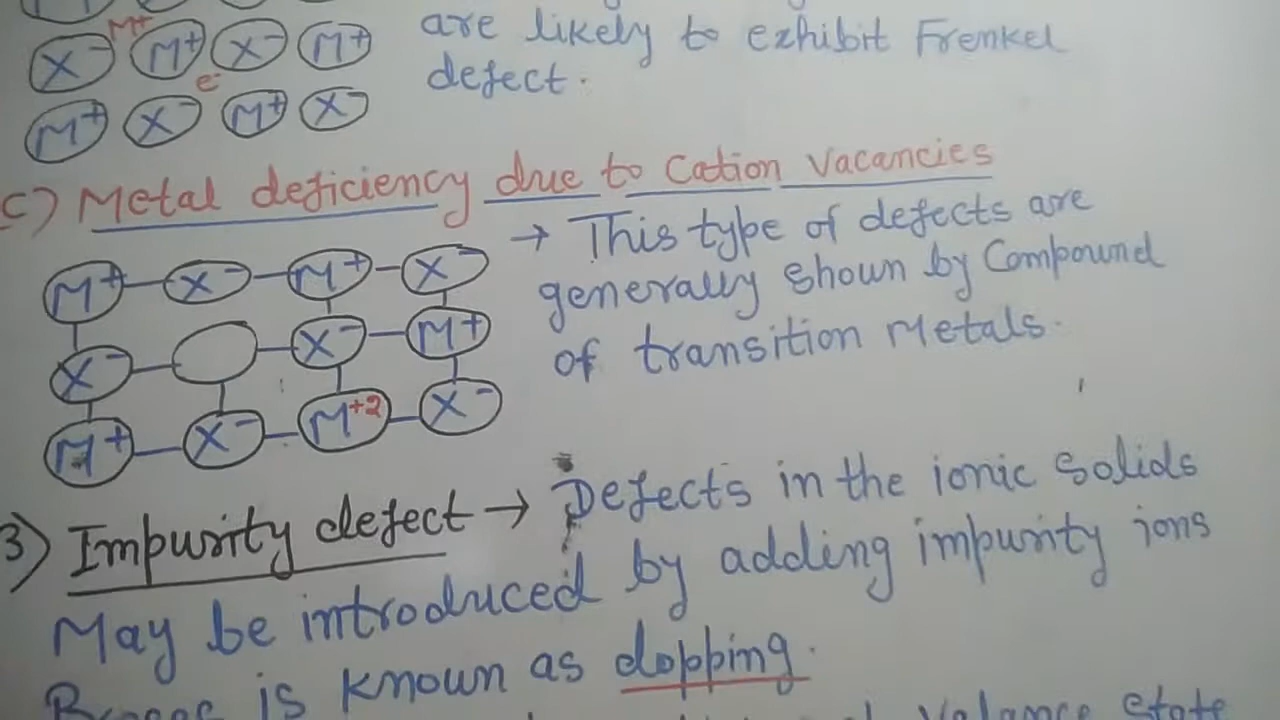 M+
X- M+ X- M+
are likely to exhibit Frenkel
e-
defect.
M+ X- M+ X-
C) Metal deficiency due to Cation Vacancies
M+ X- M+ X-
→ This type of defects are
generally shown by Compound
X- X- M+
of transition Metals.
M+ X- M+2 X-
3) Impurity defect → Defects in the ionic Solids
May be introduced by adding impurity ions
is known as dopping.
Valance state